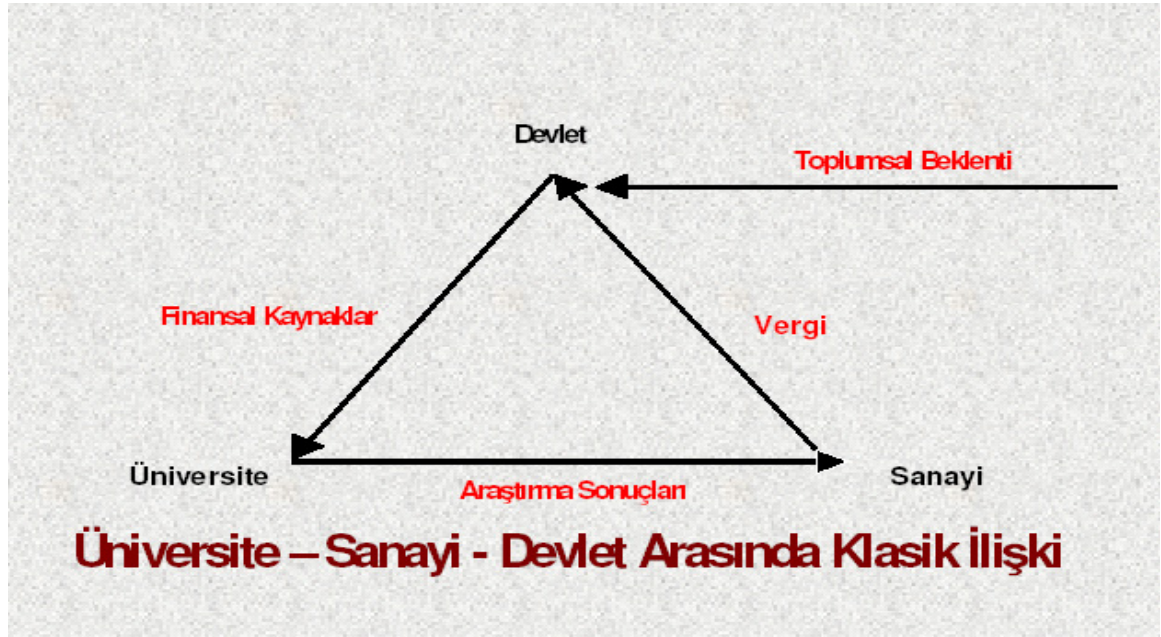 Devlet
Toplumsal Beklenti
Finansal Kaynaklar
Vergi
Üniversite
Sanayi
Araştırma Sonuçları
Üniversite – Sanayi - Devlet Arasında Klasik İlişki